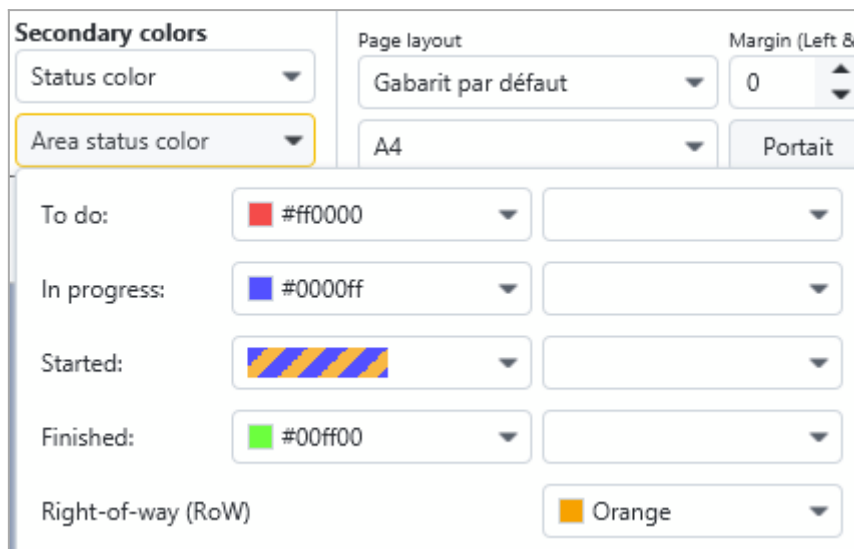 Secondary colors
Page layout
Margin (Left &
Status color
Gabarit par défaut
0
Area status color
A4
Portait
To do:
#ff0000
In progress:
#0000ff
Started:
Finished:
#00ff00
Right-of-way (RoW)
Orange